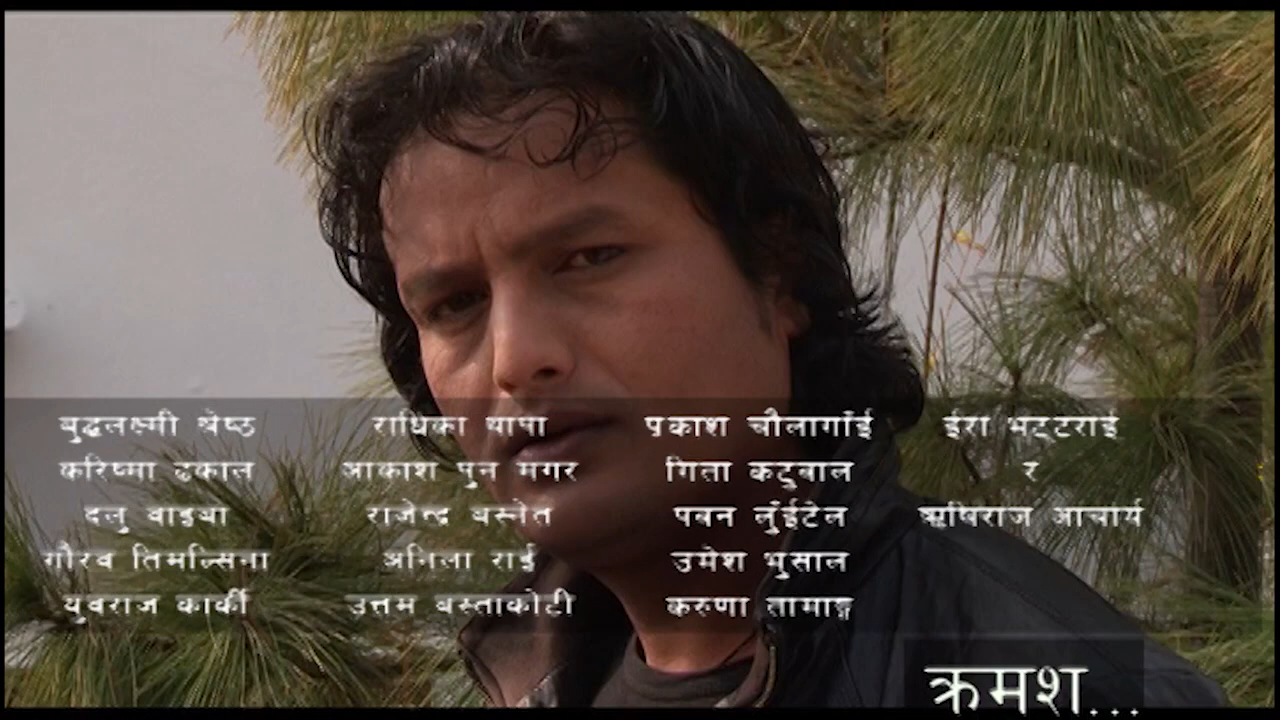 बुद्धलक्ष्मी श्रेष्ठ राधिका थापा प्रकाश चौलागाँई ईरा भट्टराई
करिष्मा ढकाल आकाश पुन मगर गिता कटुवाल र
दलु वाइबा राजेन्द्र बस्नेत पवन लुँईटेल ऋषिराज आचार्य
गौरव तिमल्सिना अनिला राई उमेश भुसाल
युवराज कार्की उत्तम बस्ताकोटी करुणा तामाङ्ग
क्रमश...